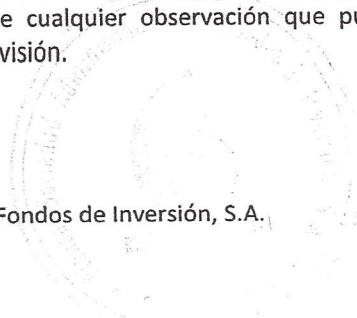 e cualquier observación que pu
visión.
Fondos de Inversión, S.A.